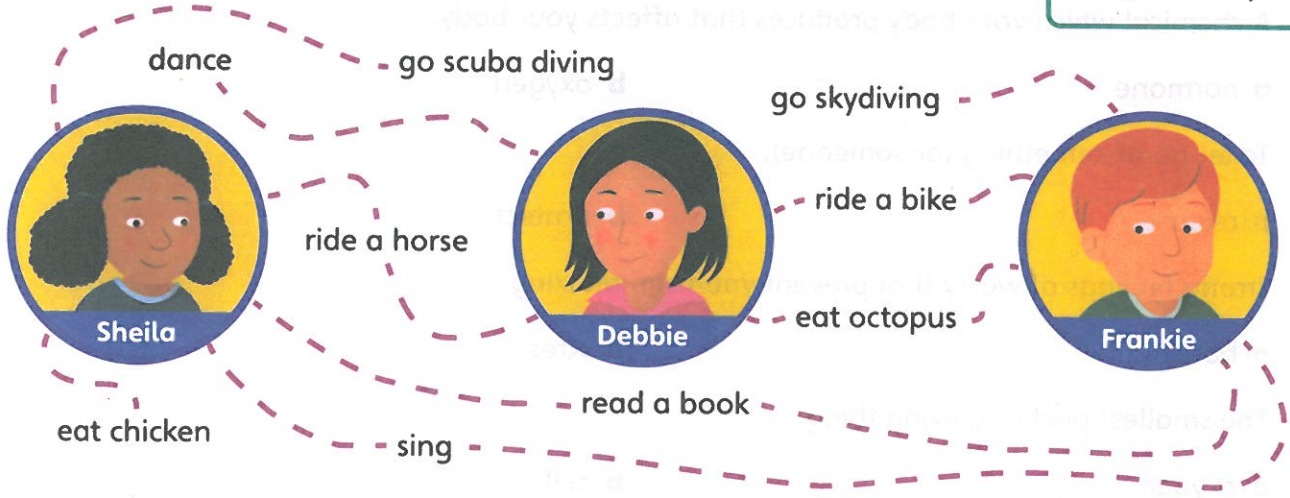 dance
go scuba diving
go skydiving
ride a bike
ride a horse
eat octopus
Sheila
Debbie
Frankie
read a book
eat chicken
sing